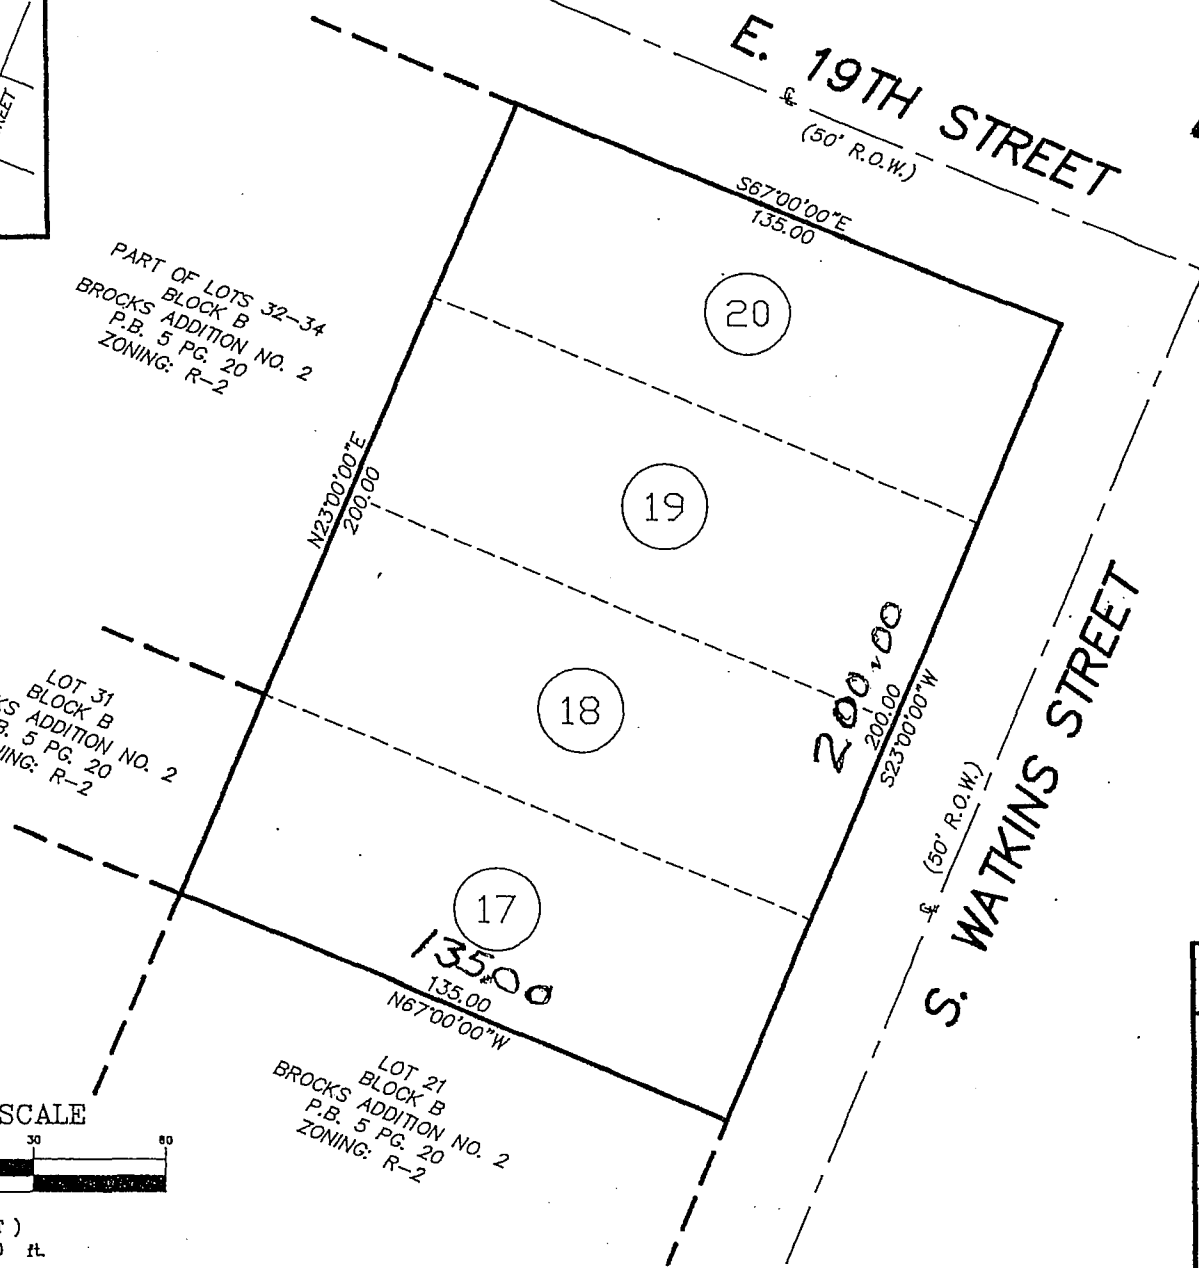 E. 19TH STREET
℄
(50' R.O.W.)
S67°00'00"E
135.00
PART OF LOTS 32-34
BLOCK B
BROCKS ADDITION NO. 2
P.B. 5 PG. 20
ZONING: R-2
20
N23°00'00"E
200.00
19
200.00
200.00
S23°00'00"W
18
LOT 31
BLOCK B
ADDITION NO. 2
5 PG. 20
R-2
S. WATKINS STREET
℄
(50' R.O.W.)
17
135.00
135.00
N67°00'00"W
LOT 21
BLOCK B
BROCKS ADDITION NO. 2
P.B. 5 PG. 20
ZONING: R-2
SCALE
30 60
ft.